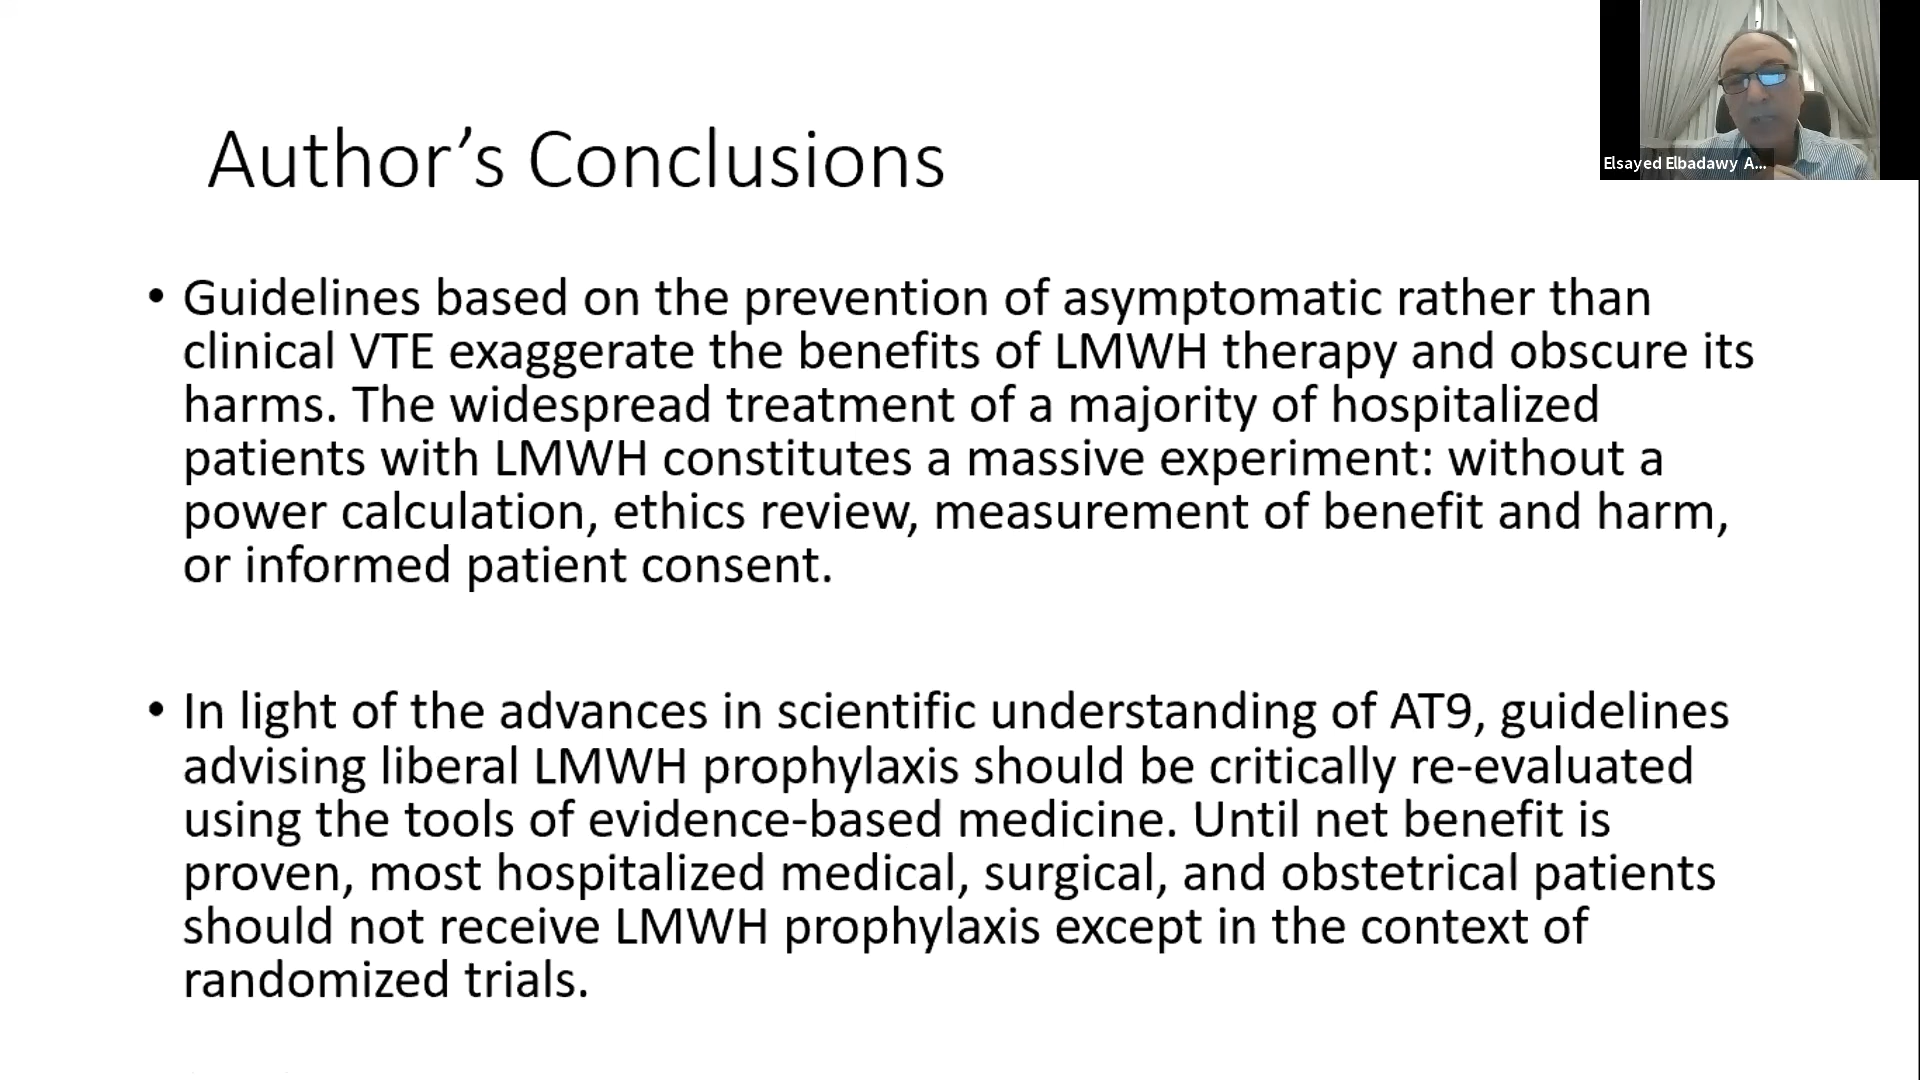 Elsayed Elbadawy A...
Author’s Conclusions
• Guidelines based on the prevention of asymptomatic rather than
clinical VTE exaggerate the benefits of LMWH therapy and obscure its
harms. The widespread treatment of a majority of hospitalized
patients with LMWH constitutes a massive experiment: without a
power calculation, ethics review, measurement of benefit and harm,
or informed patient consent.
• In light of the advances in scientific understanding of AT9, guidelines
advising liberal LMWH prophylaxis should be critically re-evaluated
using the tools of evidence-based medicine. Until net benefit is
proven, most hospitalized medical, surgical, and obstetrical patients
should not receive LMWH prophylaxis except in the context of
randomized trials.